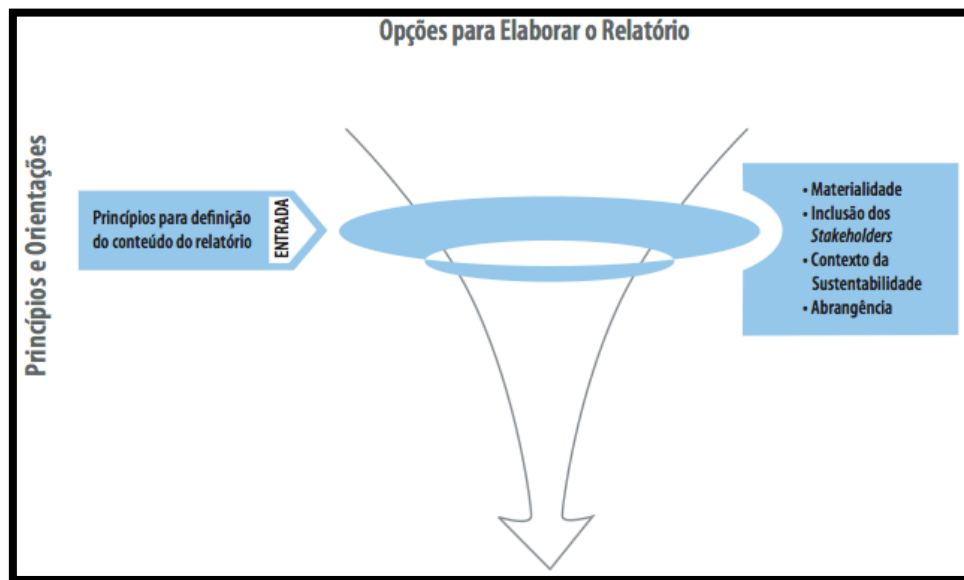 Opções para Elaborar o Relatório
Princípios e Orientações
Princípios para definição
do conteúdo do relatório
ENTRADA
• Materialidade
• Inclusão dos
Stakeholders
• Contexto da
Sustentabilidade
• Abrangência